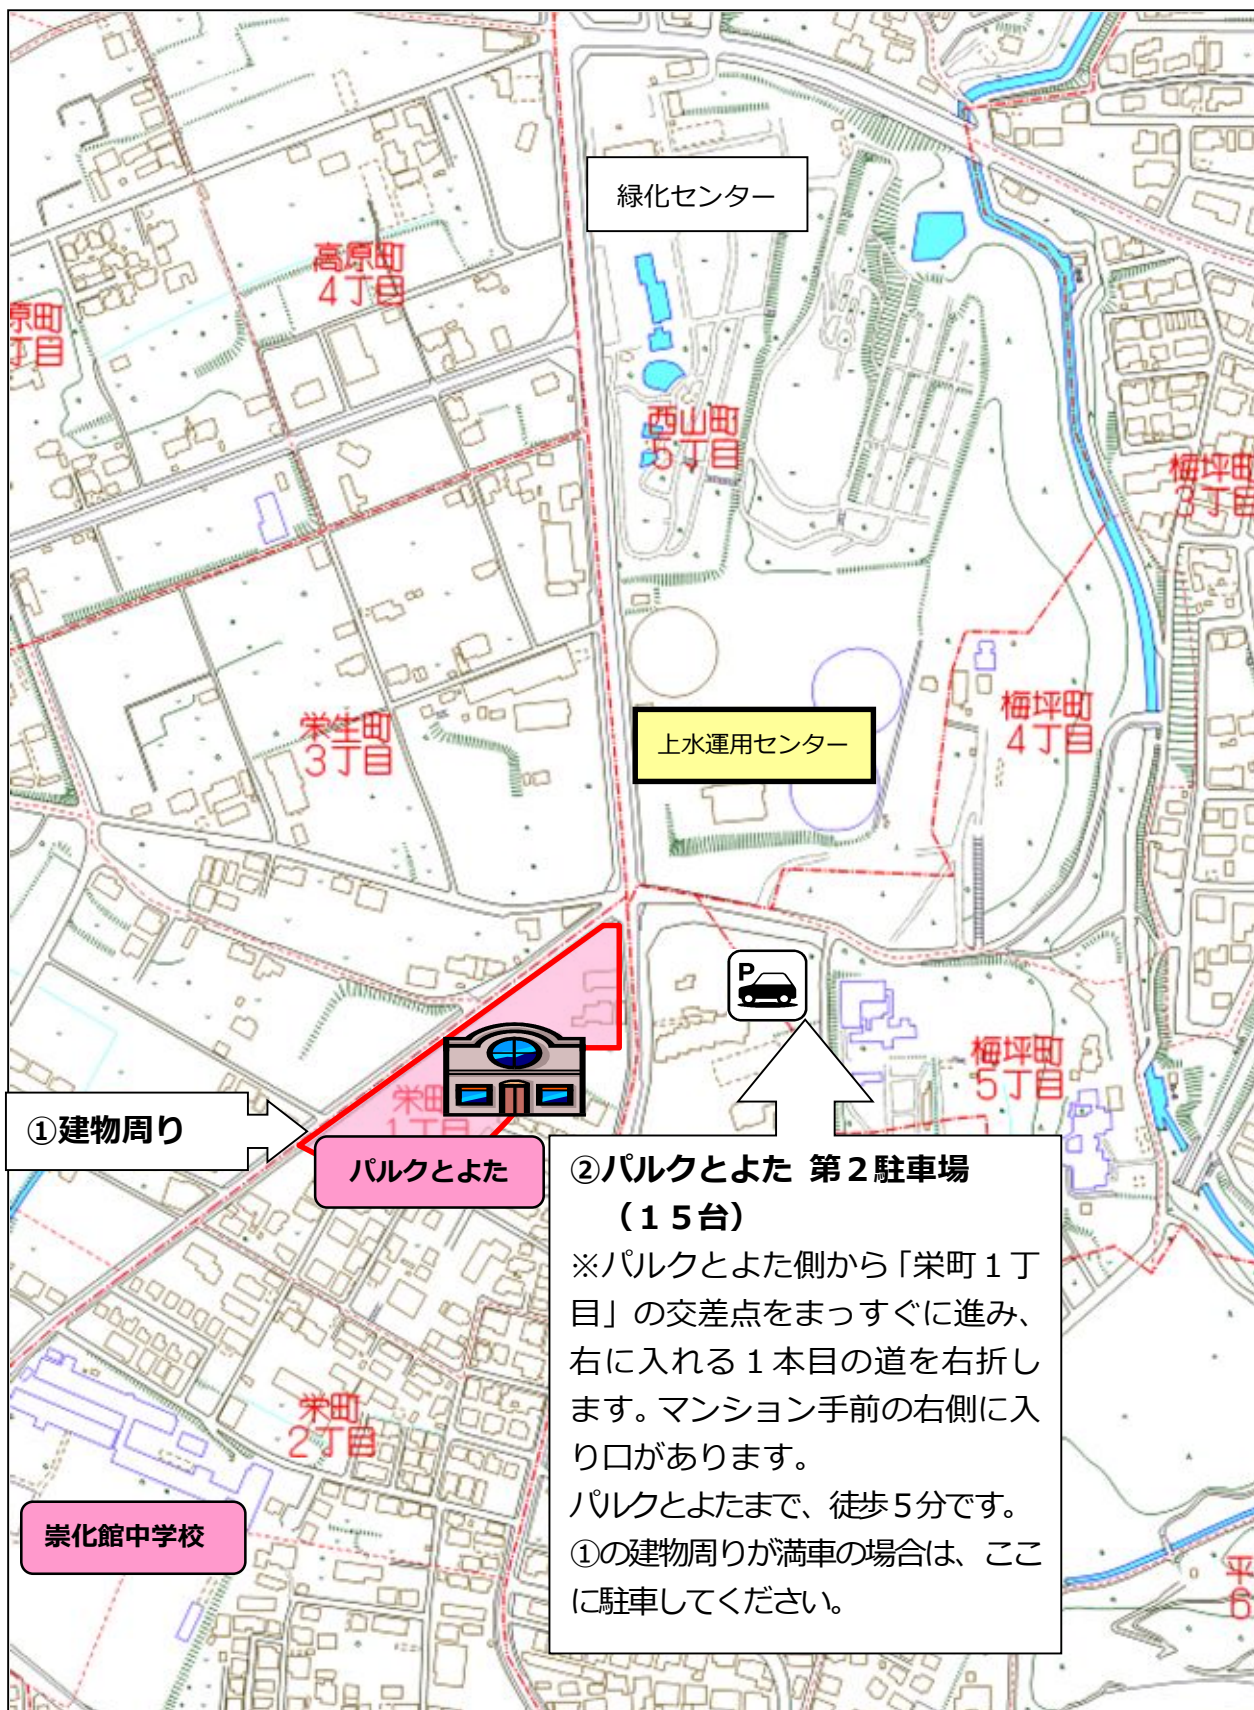 緑化センター
高原町
4丁目
原町
丁目
西山町
5丁目
梅坪町
3丁目
栄生町
3丁目
上水運用センター
梅坪町
4丁目
P
梅坪町
5丁目
①建物周り
栄町
1丁目
パルクとよた
②パルクとよた 第2駐車場
(15台)
※パルクとよた側から「栄町1丁
目」の交差点をまっすぐに進み、
右に入れる1本目の道を右折し
ます。マンション手前の右側に入
り口があります。
パルクとよたまで、徒歩5分です。
①の建物周りが満車の場合は、ここ
に駐車してください。
栄町
2丁目
崇化館中学校
平
6